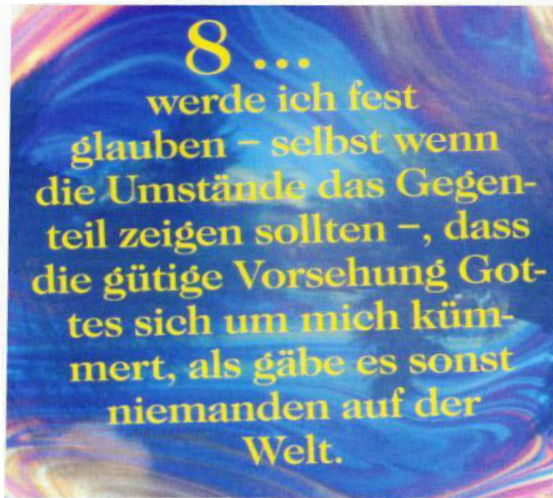 8 ...
werde ich fest
glauben – selbst wenn
die Umstände das Gegen-
teil zeigen sollten –, dass
die gütige Vorsehung Got-
tes sich um mich küm-
mert, als gäbe es sonst
niemanden auf der
Welt.